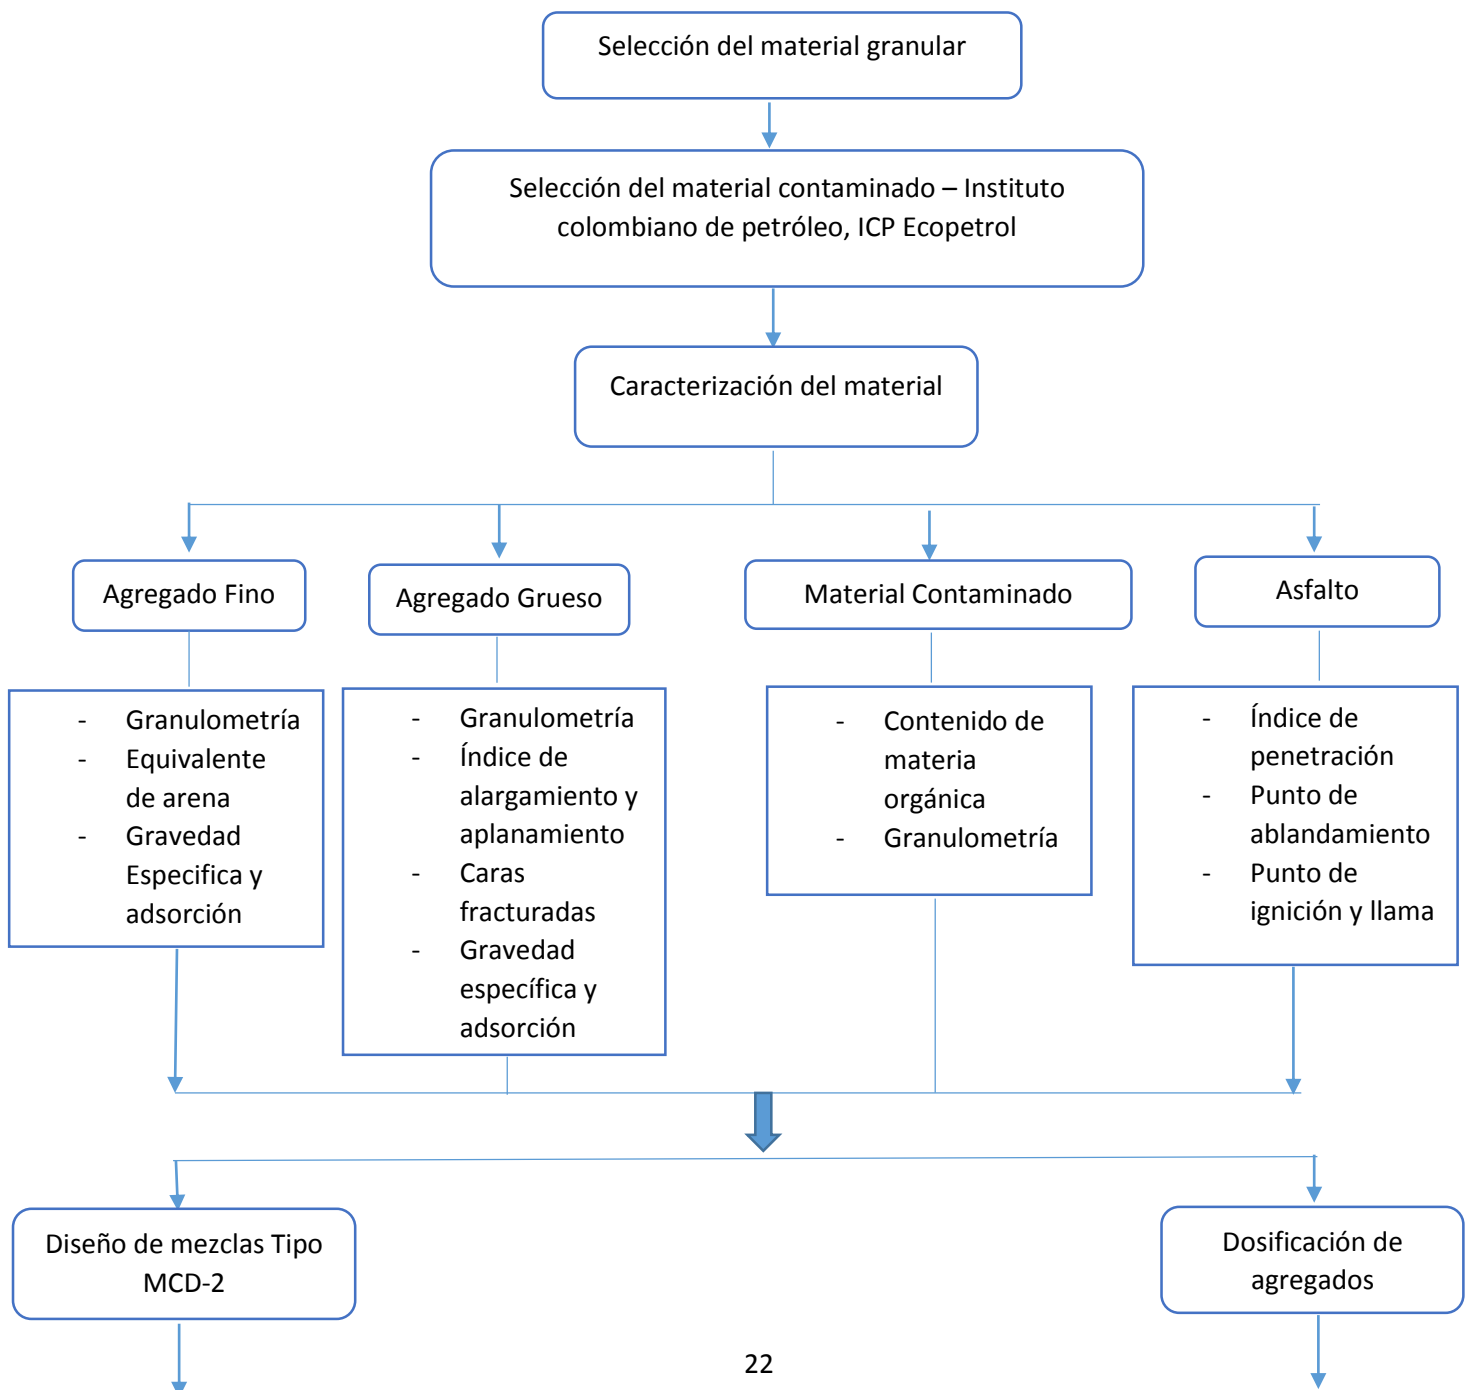 Selección del material granular
Selección del material contaminado – Instituto
colombiano de petróleo, ICP Ecopetrol
Caracterización del material
Agregado Fino
Agregado Grueso
Material Contaminado
Asfalto
- Granulometría
- Equivalente
de arena
- Gravedad
Especifica y
adsorción
- Granulometría
- Índice de
alargamiento y
aplanamiento
- Caras
fracturadas
- Gravedad
específica y
adsorción
- Contenido de
materia
orgánica
- Granulometría
- Índice de
penetración
- Punto de
ablandamiento
- Punto de
ignición y llama
Diseño de mezclas Tipo
MCD-2
Dosificación de
agregados
22